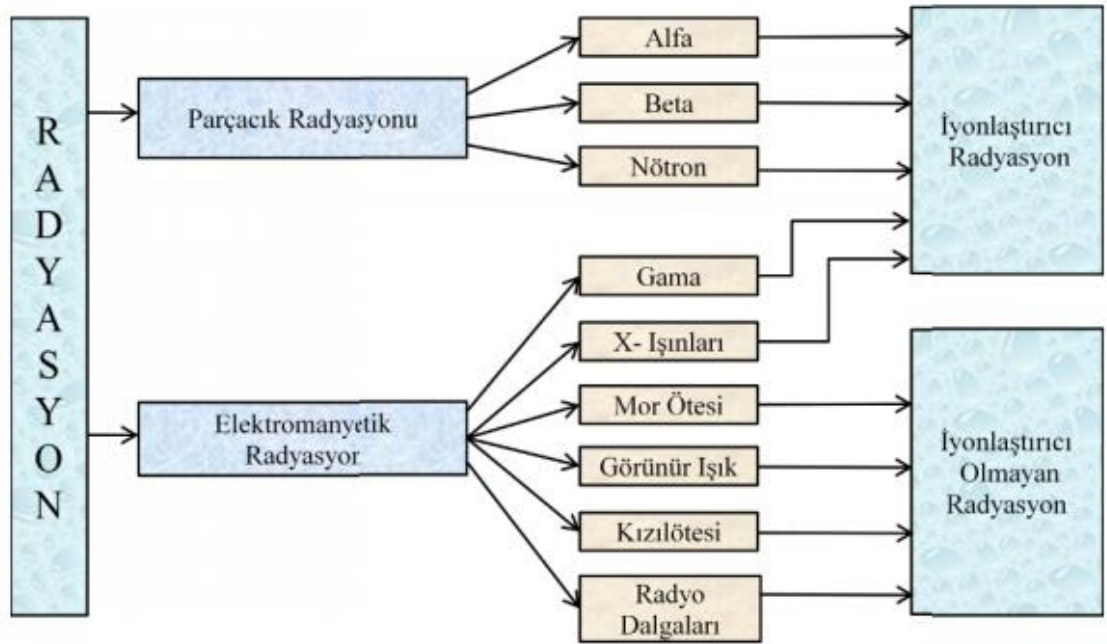 RADYASYON
Parçacık Radyasyonu
Elektromanyetik
Radyasyor
Alfa
Beta
Nötron
Gama
X- Işınları
Mor Ötesi
Görünür Işık
Kızılötesi
Radyo
Dalgaları
İyonlaştırıcı
Radyasyon
İyonlaştırıcı
Olmayan
Radyasyon